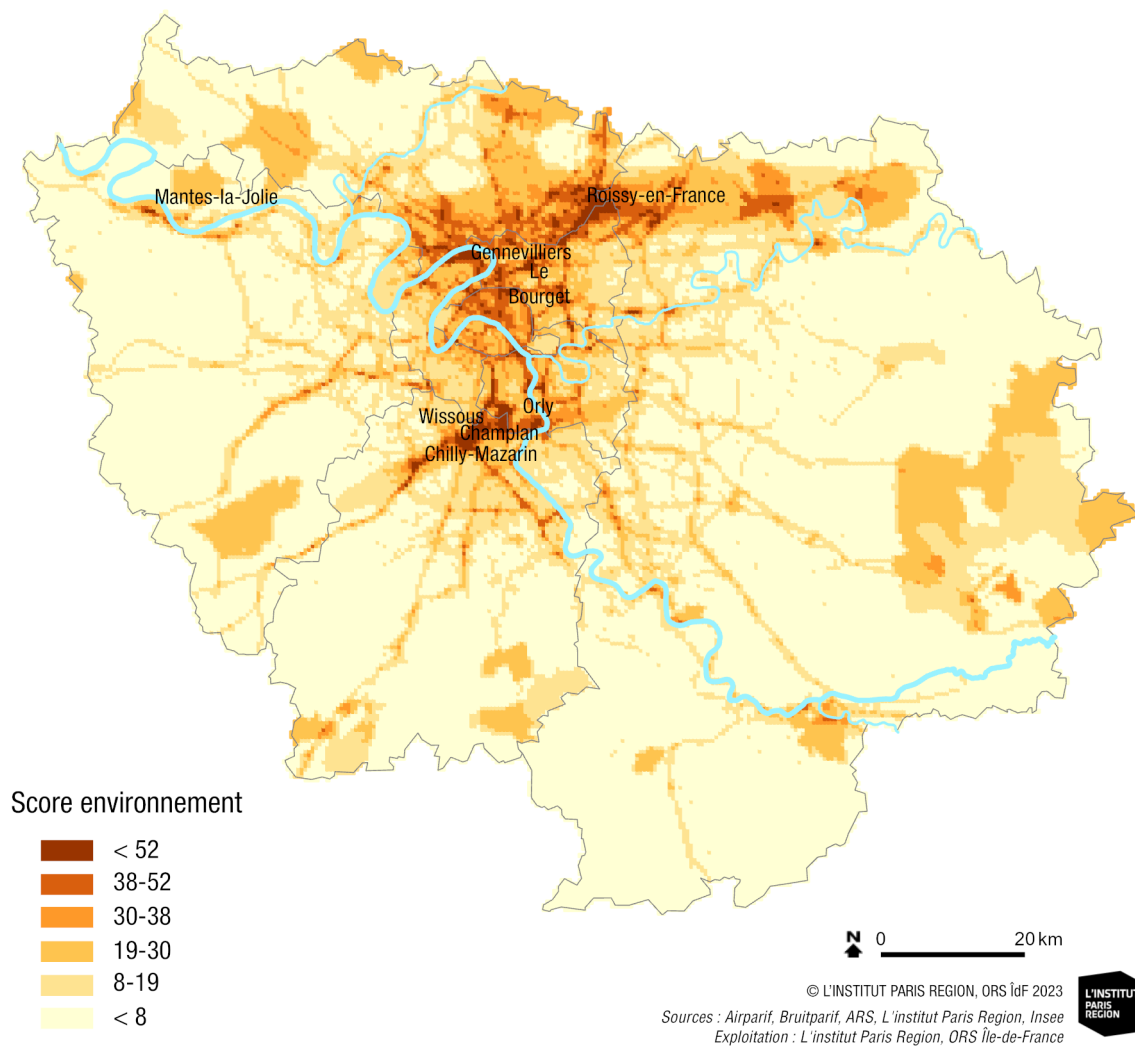 Mantes-la-Jolie
Roissy-en-France
Gennevilliers
Le
Bourget
Orly
Wissous
Champlan
Chilly-Mazarin
Score environnement
< 52
38-52
30-38
19-30
8-19
< 8
N 0 20 km
© L'INSTITUT PARIS REGION, ORS ÎdF 2023
Sources : Airparif, Bruitparif, ARS, L'institut Paris Region, Insee
Exploitation : L'institut Paris Region, ORS Île-de-France
L'INSTITUT
PARIS
REGION